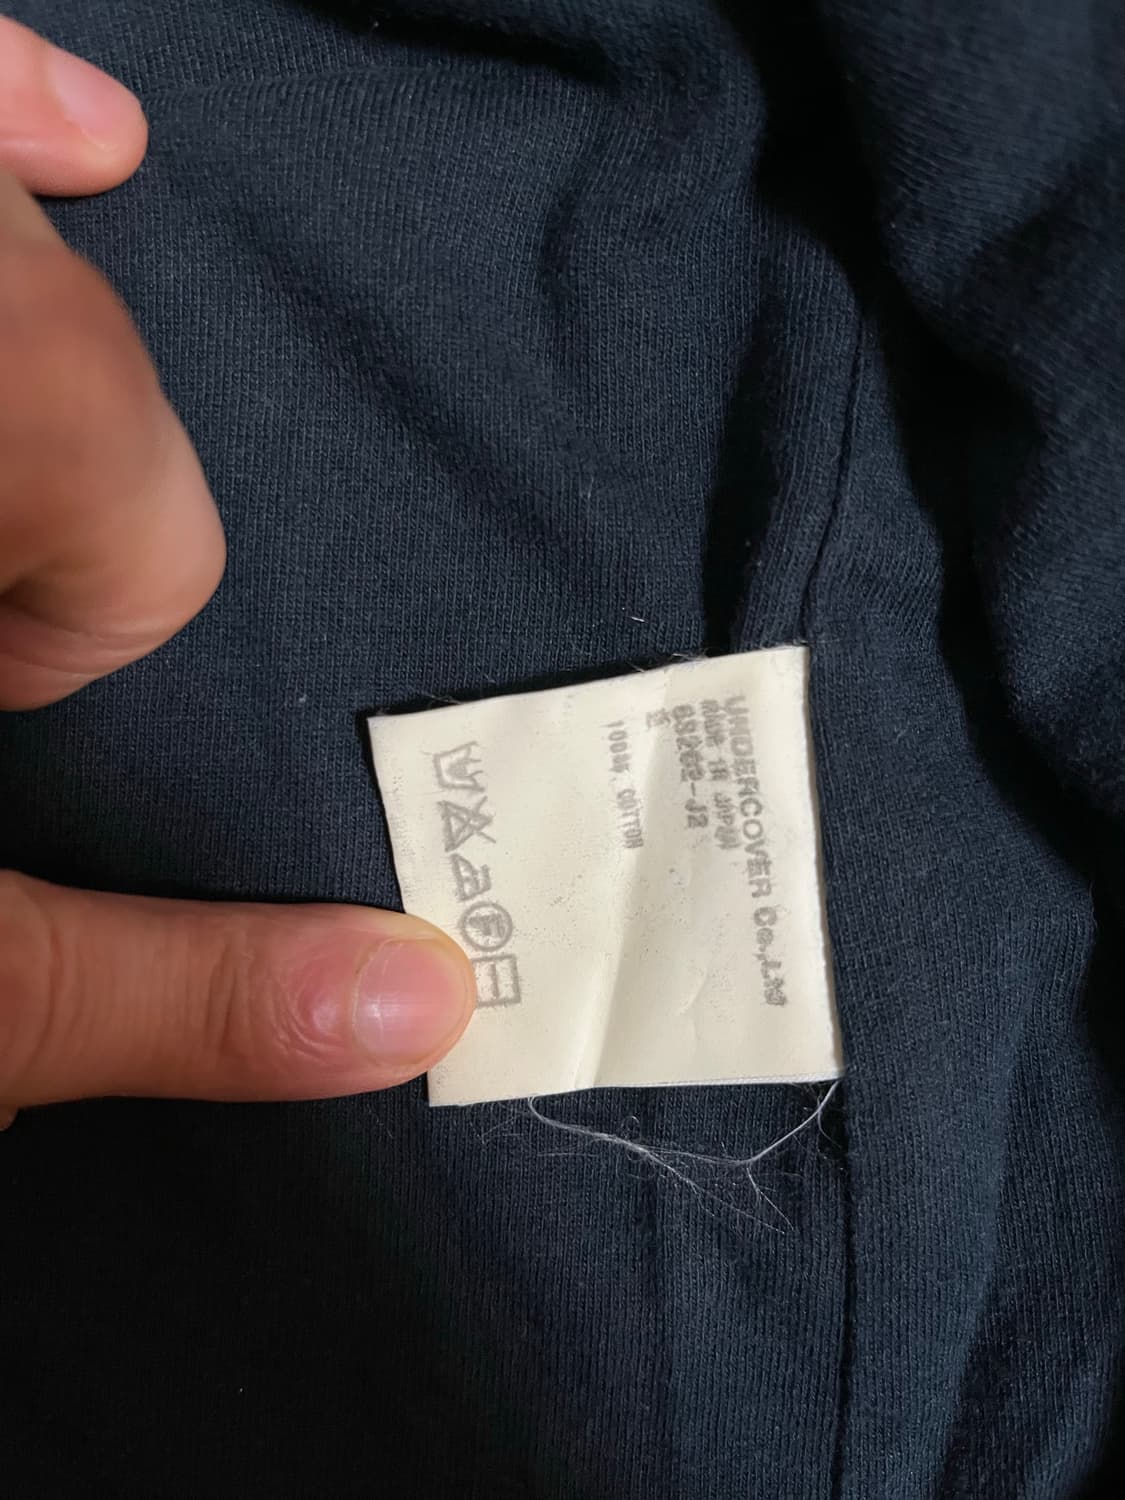 UNDERCOVER Co.,LTD
MADE IN JAPAN
100% COTTON